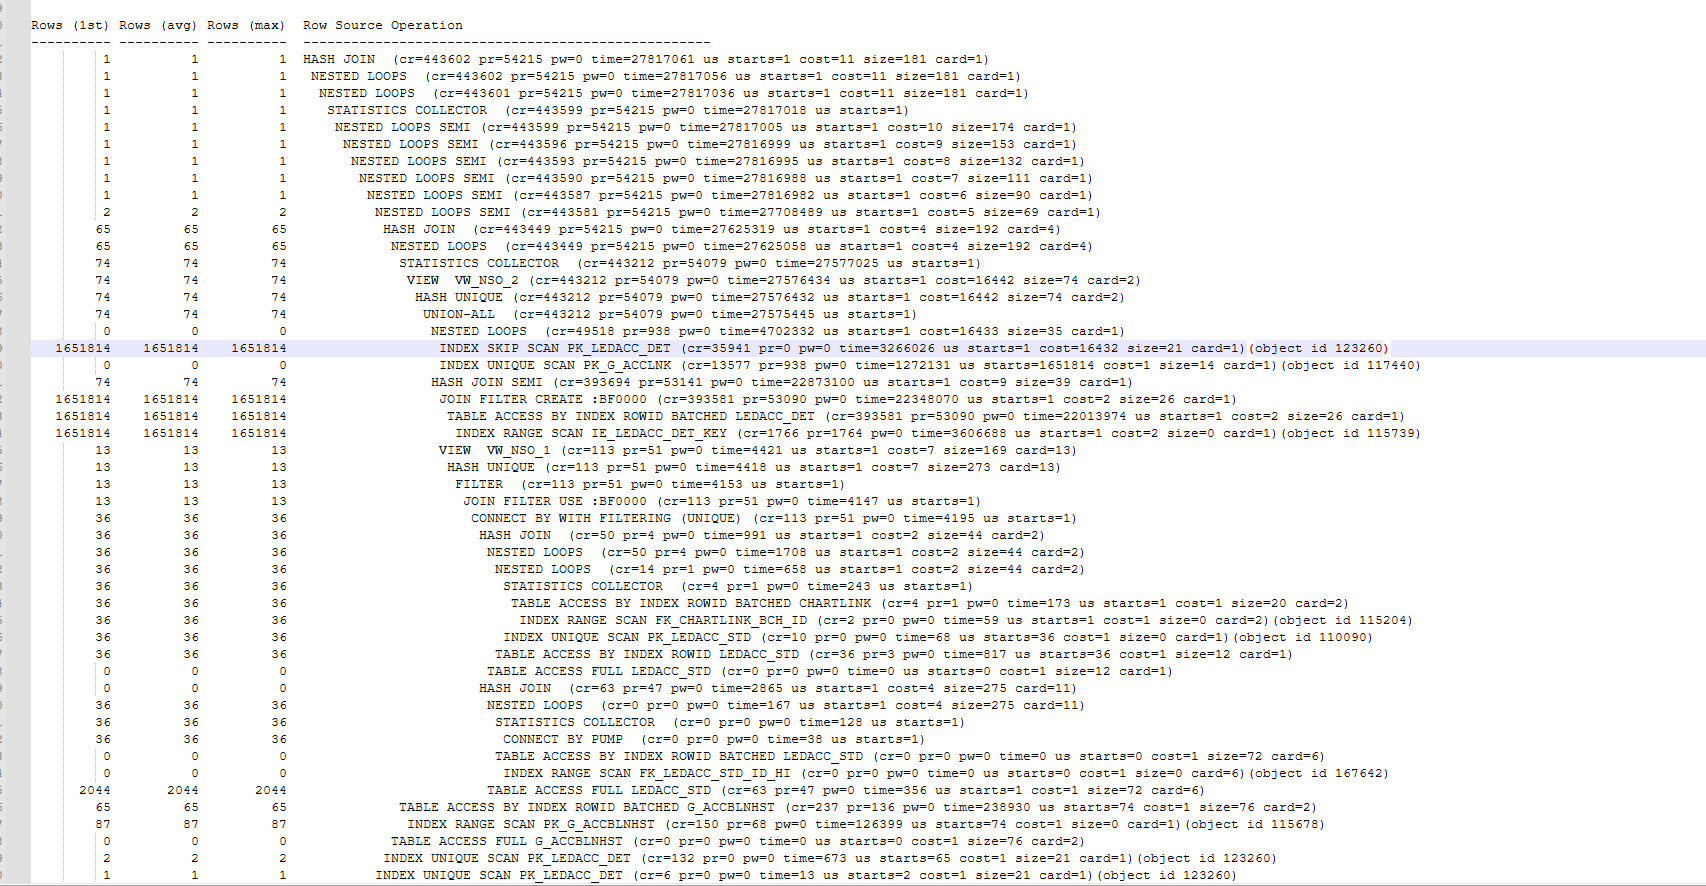 Rows (1st) Rows (avg) Rows (max)  Row Source Operation
---------- ---------- ----------  ---------------------------------------------------
         1          1          1  HASH JOIN  (cr=443602 pr=54215 pw=0 time=27817061 us starts=1 cost=11 size=181 card=1)
         1          1          1   NESTED LOOPS  (cr=443602 pr=54215 pw=0 time=27817056 us starts=1 cost=11 size=181 card=1)
         1          1          1    NESTED LOOPS  (cr=443601 pr=54215 pw=0 time=27817036 us starts=1 cost=11 size=181 card=1)
         1          1          1     STATISTICS COLLECTOR  (cr=443599 pr=54215 pw=0 time=27817018 us starts=1)
         1          1          1      NESTED LOOPS SEMI (cr=443599 pr=54215 pw=0 time=27817005 us starts=1 cost=10 size=174 card=1)
         1          1          1       NESTED LOOPS SEMI (cr=443596 pr=54215 pw=0 time=27816999 us starts=1 cost=9 size=153 card=1)
         1          1          1        NESTED LOOPS SEMI (cr=443593 pr=54215 pw=0 time=27816995 us starts=1 cost=8 size=132 card=1)
         1          1          1         NESTED LOOPS SEMI (cr=443590 pr=54215 pw=0 time=27816988 us starts=1 cost=7 size=111 card=1)
         1          1          1          NESTED LOOPS SEMI (cr=443587 pr=54215 pw=0 time=27816982 us starts=1 cost=6 size=90 card=1)
         2          2          2           NESTED LOOPS SEMI (cr=443581 pr=54215 pw=0 time=27708489 us starts=1 cost=5 size=69 card=1)
        65         65         65            HASH JOIN  (cr=443449 pr=54215 pw=0 time=27625319 us starts=1 cost=4 size=192 card=4)
        65         65         65             NESTED LOOPS  (cr=443449 pr=54215 pw=0 time=27625058 us starts=1 cost=4 size=192 card=4)
        74         74         74              STATISTICS COLLECTOR  (cr=443212 pr=54079 pw=0 time=27577025 us starts=1)
        74         74         74               VIEW  VW_NSO_2 (cr=443212 pr=54079 pw=0 time=27576434 us starts=1 cost=16442 size=74 card=2)
        74         74         74                HASH UNIQUE (cr=443212 pr=54079 pw=0 time=27576432 us starts=1 cost=16442 size=74 card=2)
        74         74         74                 UNION-ALL  (cr=443212 pr=54079 pw=0 time=27575445 us starts=1)
         0          0          0                  NESTED LOOPS  (cr=49518 pr=938 pw=0 time=4702332 us starts=1 cost=16433 size=35 card=1)
   1651814    1651814    1651814                   INDEX SKIP SCAN PK_LEDACC_DET (cr=35941 pr=0 pw=0 time=3266026 us starts=1 cost=16432 size=21 card=1)(object id 123260)
         0          0          0                   INDEX UNIQUE SCAN PK_G_ACCLNK (cr=13577 pr=938 pw=0 time=1272131 us starts=1651814 cost=1 size=14 card=1)(object id 117440)
        74         74         74                  HASH JOIN SEMI (cr=393694 pr=53141 pw=0 time=22873100 us starts=1 cost=9 size=39 card=1)
   1651814    1651814    1651814                   JOIN FILTER CREATE :BF0000 (cr=393581 pr=53090 pw=0 time=22348070 us starts=1 cost=2 size=26 card=1)
   1651814    1651814    1651814                    TABLE ACCESS BY INDEX ROWID BATCHED LEDACC_DET (cr=393581 pr=53090 pw=0 time=22013974 us starts=1 cost=2 size=26 card=1)
   1651814    1651814    1651814                     INDEX RANGE SCAN IE_LEDACC_DET_KEY (cr=1766 pr=1764 pw=0 time=3606688 us starts=1 cost=2 size=0 card=1)(object id 115739)
        13         13         13                   VIEW  VW_NSO_1 (cr=113 pr=51 pw=0 time=4421 us starts=1 cost=7 size=169 card=13)
        13         13         13                    HASH UNIQUE (cr=113 pr=51 pw=0 time=4418 us starts=1 cost=7 size=273 card=13)
        13         13         13                     FILTER  (cr=113 pr=51 pw=0 time=4153 us starts=1)
        13         13         13                      JOIN FILTER USE :BF0000 (cr=113 pr=51 pw=0 time=4147 us starts=1)
        36         36         36                       CONNECT BY WITH FILTERING (UNIQUE) (cr=113 pr=51 pw=0 time=4195 us starts=1)
        36         36         36                        HASH JOIN  (cr=50 pr=4 pw=0 time=991 us starts=1 cost=2 size=44 card=2)
        36         36         36                         NESTED LOOPS  (cr=50 pr=4 pw=0 time=1708 us starts=1 cost=2 size=44 card=2)
        36         36         36                          NESTED LOOPS  (cr=14 pr=1 pw=0 time=658 us starts=1 cost=2 size=44 card=2)
        36         36         36                           STATISTICS COLLECTOR  (cr=4 pr=1 pw=0 time=243 us starts=1)
        36         36         36                            TABLE ACCESS BY INDEX ROWID BATCHED CHARTLINK (cr=4 pr=1 pw=0 time=173 us starts=1 cost=1 size=20 card=2)
        36         36         36                             INDEX RANGE SCAN FK_CHARTLINK_BCH_ID (cr=2 pr=0 pw=0 time=59 us starts=1 cost=1 size=0 card=2)(object id 115204)
        36         36         36                           INDEX UNIQUE SCAN PK_LEDACC_STD (cr=10 pr=0 pw=0 time=68 us starts=36 cost=1 size=0 card=1)(object id 110090)
        36         36         36                          TABLE ACCESS BY INDEX ROWID LEDACC_STD (cr=36 pr=3 pw=0 time=817 us starts=36 cost=1 size=12 card=1)
         0          0          0                         TABLE ACCESS FULL LEDACC_STD (cr=0 pr=0 pw=0 time=0 us starts=0 cost=1 size=12 card=1)
         0          0          0                        HASH JOIN  (cr=63 pr=47 pw=0 time=2865 us starts=1 cost=4 size=275 card=11)
        36         36         36                         NESTED LOOPS  (cr=0 pr=0 pw=0 time=167 us starts=1 cost=4 size=275 card=11)
        36         36         36                          STATISTICS COLLECTOR  (cr=0 pr=0 pw=0 time=128 us starts=1)
        36         36         36                           CONNECT BY PUMP  (cr=0 pr=0 pw=0 time=38 us starts=1)
         0          0          0                          TABLE ACCESS BY INDEX ROWID BATCHED LEDACC_STD (cr=0 pr=0 pw=0 time=0 us starts=0 cost=1 size=72 card=6)
         0          0          0                           INDEX RANGE SCAN FK_LEDACC_STD_ID_HI (cr=0 pr=0 pw=0 time=0 us starts=0 cost=1 size=0 card=6)(object id 167642)
      2044       2044       2044                         TABLE ACCESS FULL LEDACC_STD (cr=63 pr=47 pw=0 time=356 us starts=1 cost=1 size=72 card=6)
        65         65         65              TABLE ACCESS BY INDEX ROWID BATCHED G_ACCBLNHST (cr=237 pr=136 pw=0 time=238930 us starts=74 cost=1 size=76 card=2)
        87         87         87               INDEX RANGE SCAN PK_G_ACCBLNHST (cr=150 pr=68 pw=0 time=126399 us starts=74 cost=1 size=0 card=1)(object id 115678)
         0          0          0             TABLE ACCESS FULL G_ACCBLNHST (cr=0 pr=0 pw=0 time=0 us starts=0 cost=1 size=76 card=2)
         2          2          2            INDEX UNIQUE SCAN PK_LEDACC_DET (cr=132 pr=0 pw=0 time=673 us starts=65 cost=1 size=21 card=1)(object id 123260)
         1          1          1           INDEX UNIQUE SCAN PK_LEDACC_DET (cr=6 pr=0 pw=0 time=13 us starts=2 cost=1 size=21 card=1)(object id 123260)